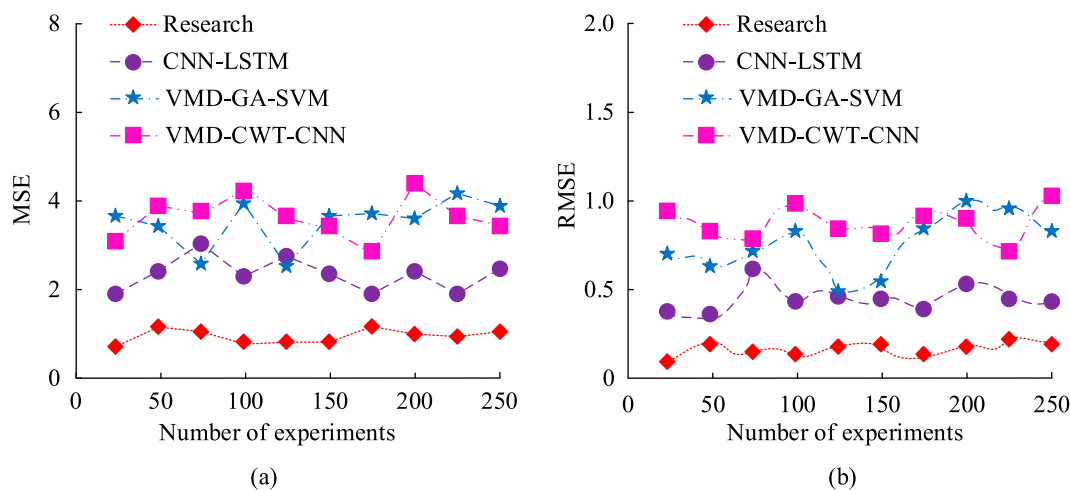 8
6
4
2
0
MSE
Research
CNN-LSTM
VMD-GA-SVM
VMD-CWT-CNN
0 50 100 150 200 250
Number of experiments
(a)
2.0
1.5
1.0
0.5
0.0
RMSE
Research
CNN-LSTM
VMD-GA-SVM
VMD-CWT-CNN
0 50 100 150 200 250
Number of experiments
(b)